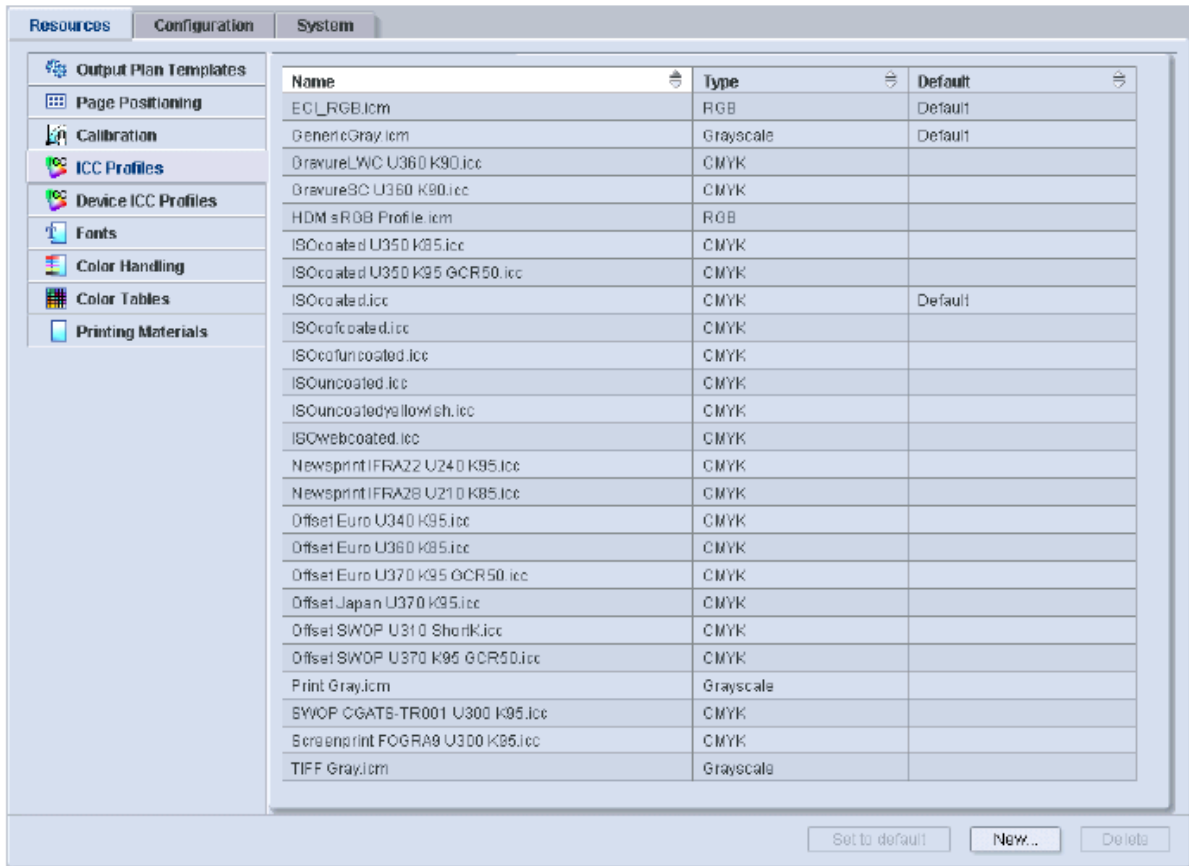 Resources Configuration System
Output Plan Templates
Page Positioning
Calibration
ICC Profiles
Device ICC Profiles
Fonts
Color Handling
Color Tables
Printing Materials
Name Type Default
ECI_RGB.icm RGB Default
GenericGray.icm Grayscale Default
GravureLWC U360 K90.icc CMYK
GravureSC U360 K90.icc CMYK
HDM sRGB Profile.icm RGB
ISOcoated U350 K85.icc CMYK
ISOcoated U350 K95 GCR50.icc CMYK
ISOcoated.icc CMYK Default
ISOcofcoated.icc CMYK
ISOcofuncoated.icc CMYK
ISOuncoated.icc CMYK
ISOuncoatedyellowish.icc CMYK
ISOwebcoated.icc CMYK
Newsprint IFRA22 U240 K95.icc CMYK
Newsprint IFRA28 U210 K85.icc CMYK
Offset Euro U340 K95.icc CMYK
Offset Euro U360 K85.icc CMYK
Offset Euro U370 K95 GCR50.icc CMYK
Offset Japan U370 K95.icc CMYK
Offset SWOP U310 ShortK.icc CMYK
Offset SWOP U370 K95 GCR50.icc CMYK
Print Gray.icm Grayscale
SWOP CGATS-TR001 U300 K95.icc CMYK
Screenprint FOGRA9 U300 K85.icc CMYK
TIFF Gray.icm Grayscale
Set to default New... Delete